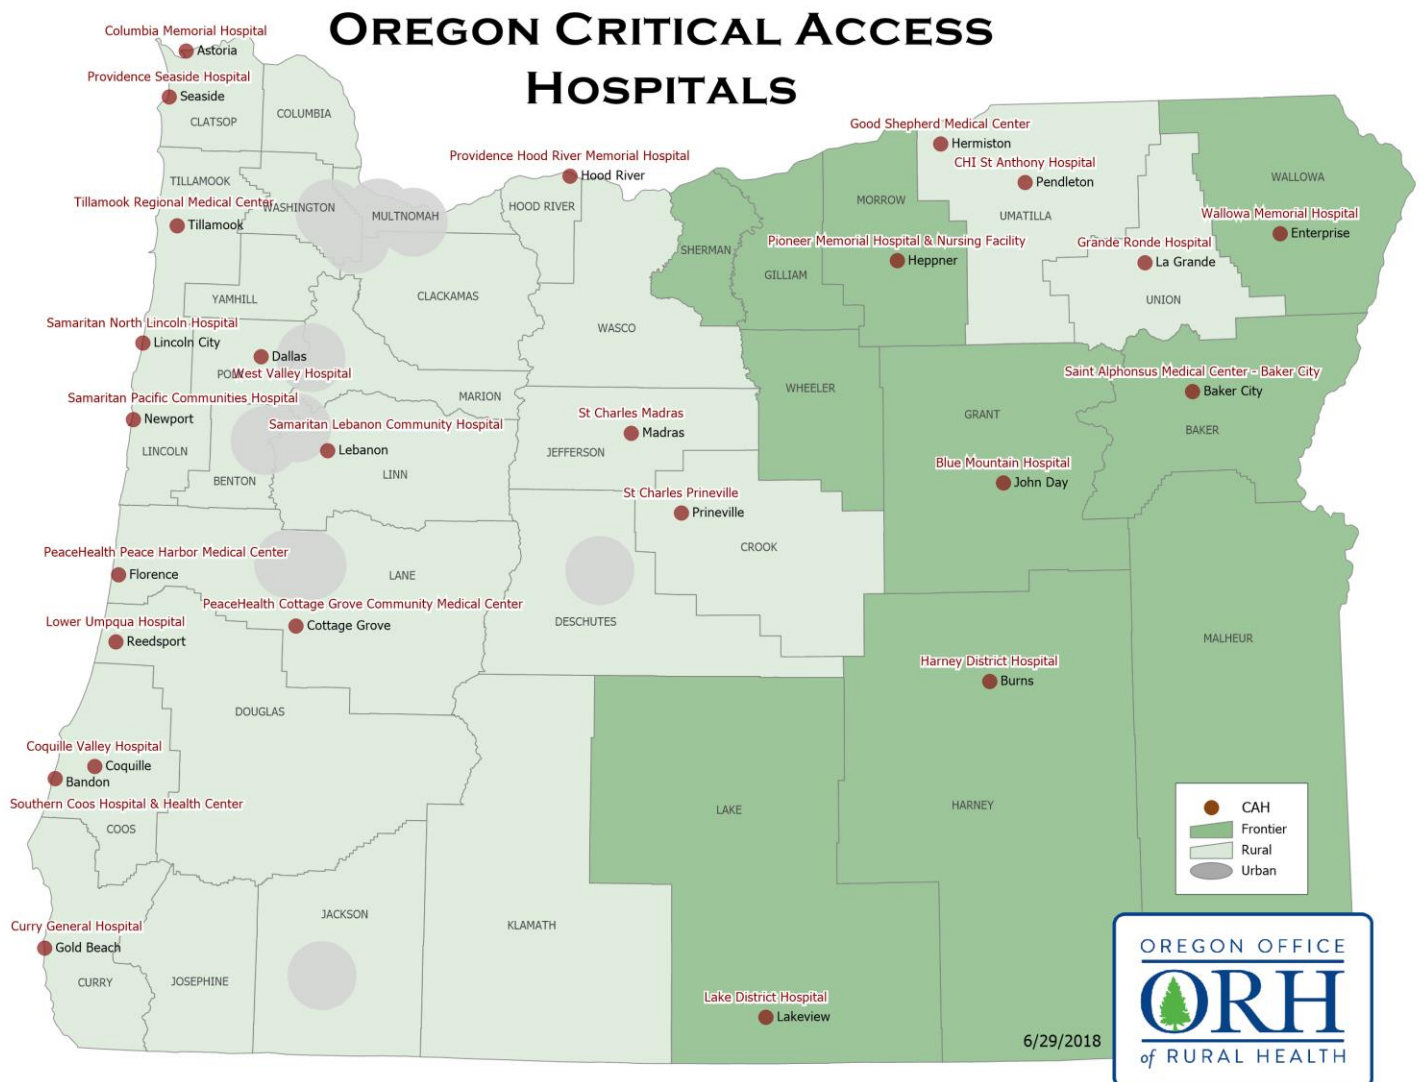 OREGON CRITICAL ACCESS
HOSPITALS
Columbia Memorial Hospital
Astoria
Providence Seaside Hospital
Seaside
CLATSOP
COLUMBIA
TILLAMOOK
Tillamook Regional Medical Center
Tillamook
WASHINGTON
MULTNOMAH
Providence Hood River Memorial Hospital
Hood River
HOOD RIVER
Good Shepherd Medical Center
Hermiston
CHI St Anthony Hospital
Pendleton
UMATILLA
MORROW
WALLOWA
Wallowa Memorial Hospital
Enterprise
SHERMAN
GILLIAM
Pioneer Memorial Hospital & Nursing Facility
Heppner
Grande Ronde Hospital
La Grande
UNION
YAMHILL
CLACKAMAS
WASCO
Samaritan North Lincoln Hospital
Lincoln City
Dallas
POLK
West Valley Hospital
MARION
WHEELER
GRANT
Saint Alphonsus Medical Center - Baker City
Baker City
BAKER
Samaritan Pacific Communities Hospital
Newport
LINCOLN
BENTON
Samaritan Lebanon Community Hospital
Lebanon
LINN
St Charles Madras
Madras
JEFFERSON
St Charles Prineville
Prineville
CROOK
Blue Mountain Hospital
John Day
PeaceHealth Peace Harbor Medical Center
Florence
LANE
PeaceHealth Cottage Grove Community Medical Center
Cottage Grove
DESCHUTES
Lower Umpqua Hospital
Reedsport
MALHEUR
Harney District Hospital
Burns
DOUGLAS
Coquille Valley Hospital
Coquille
Bandon
Southern Coos Hospital & Health Center
COOS
LAKE
HARNEY
CAH
Frontier
Rural
Urban
Curry General Hospital
Gold Beach
CURRY
JOSEPHINE
JACKSON
KLAMATH
Lake District Hospital
Lakeview
6/29/2018
OREGON OFFICE
ORH
of RURAL HEALTH